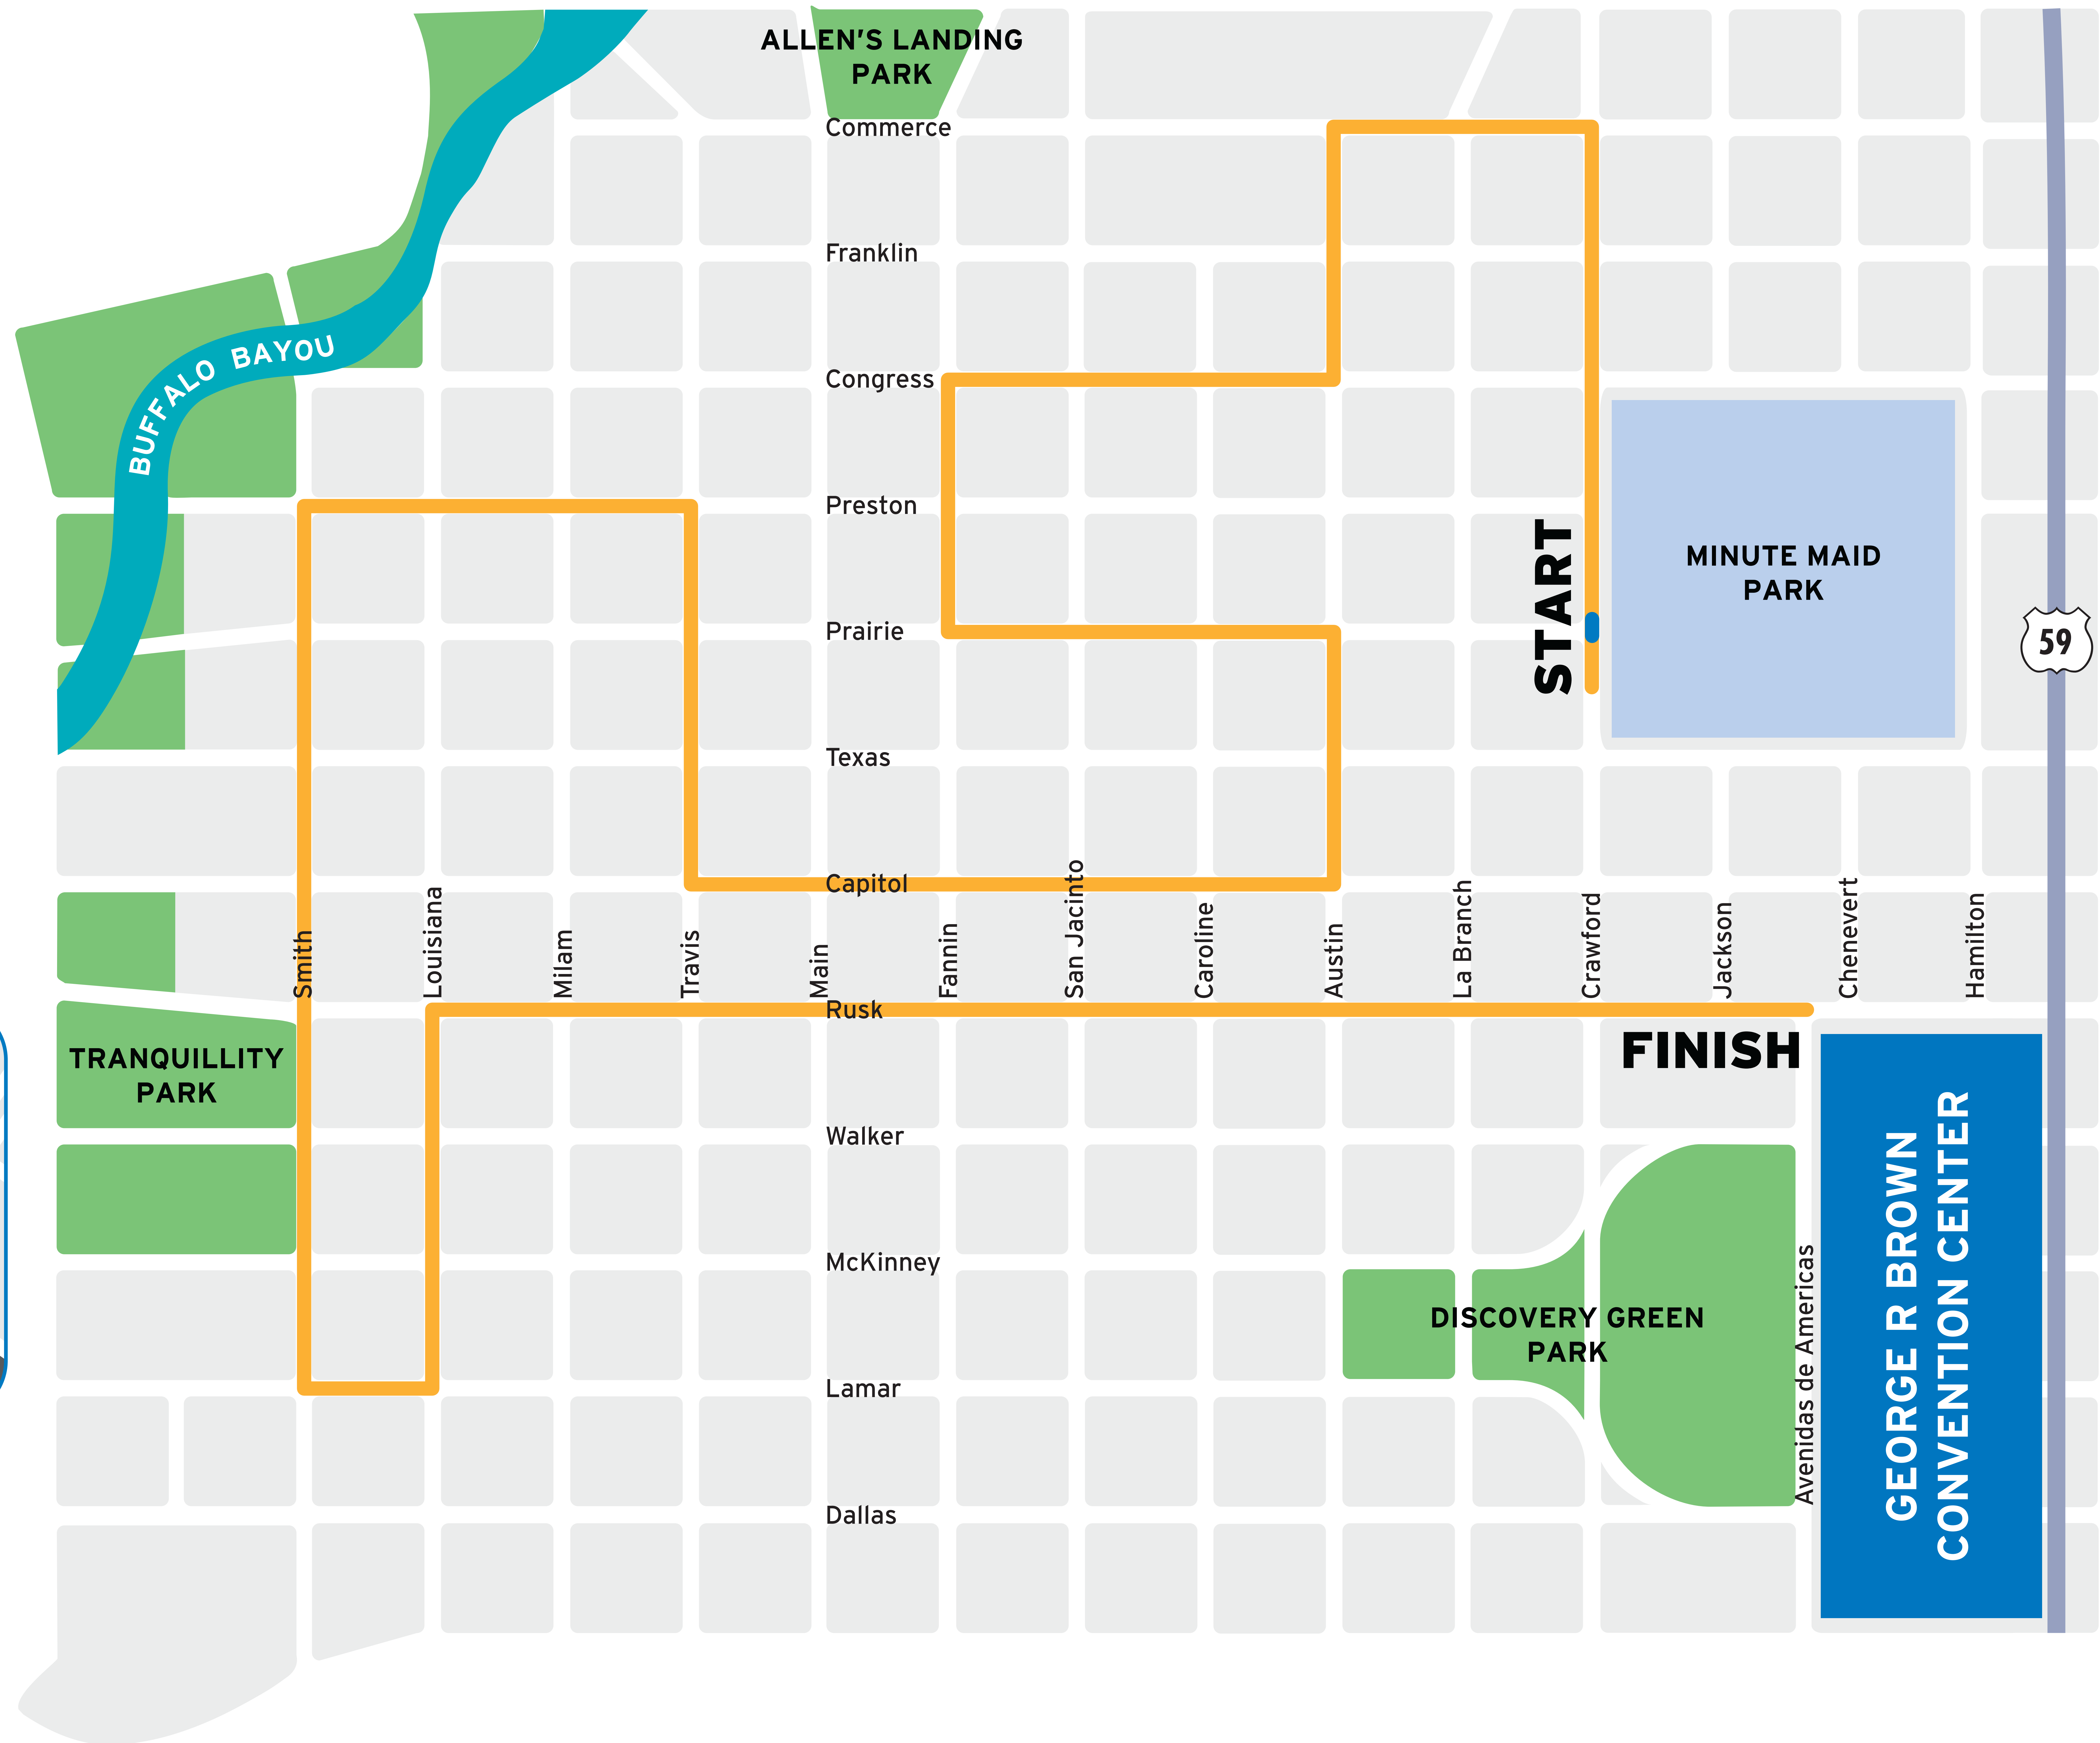 ALLEN'S LANDING
PARK
Commerce
Franklin
BUFFALO BAYOU
Congress
Preston
START
MINUTE MAID
PARK
Prairie
59
Texas
Capitol
Smith
Louisiana
Milam
Travis
Main
Fannin
San Jacinto
Caroline
Austin
La Branch
Crawford
Jackson
Chenevert
Hamilton
Rusk
FINISH
TRANQUILLITY
PARK
Walker
McKinney
DISCOVERY GREEN
PARK
Avenidas de Americas
GEORGE R BROWN
CONVENTION CENTER
Lamar
Dallas